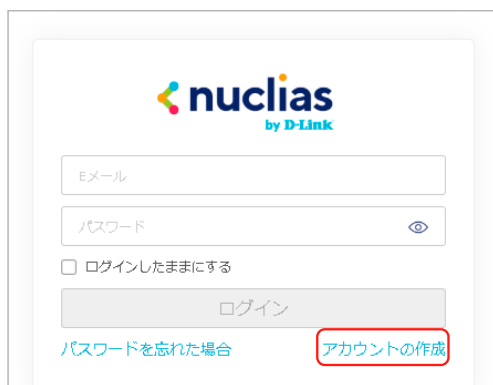 nuclias
by D-Link
Eメール
パスワード
ログインしたままにする
ログイン
パスワードを忘れた場合 アカウントの作成